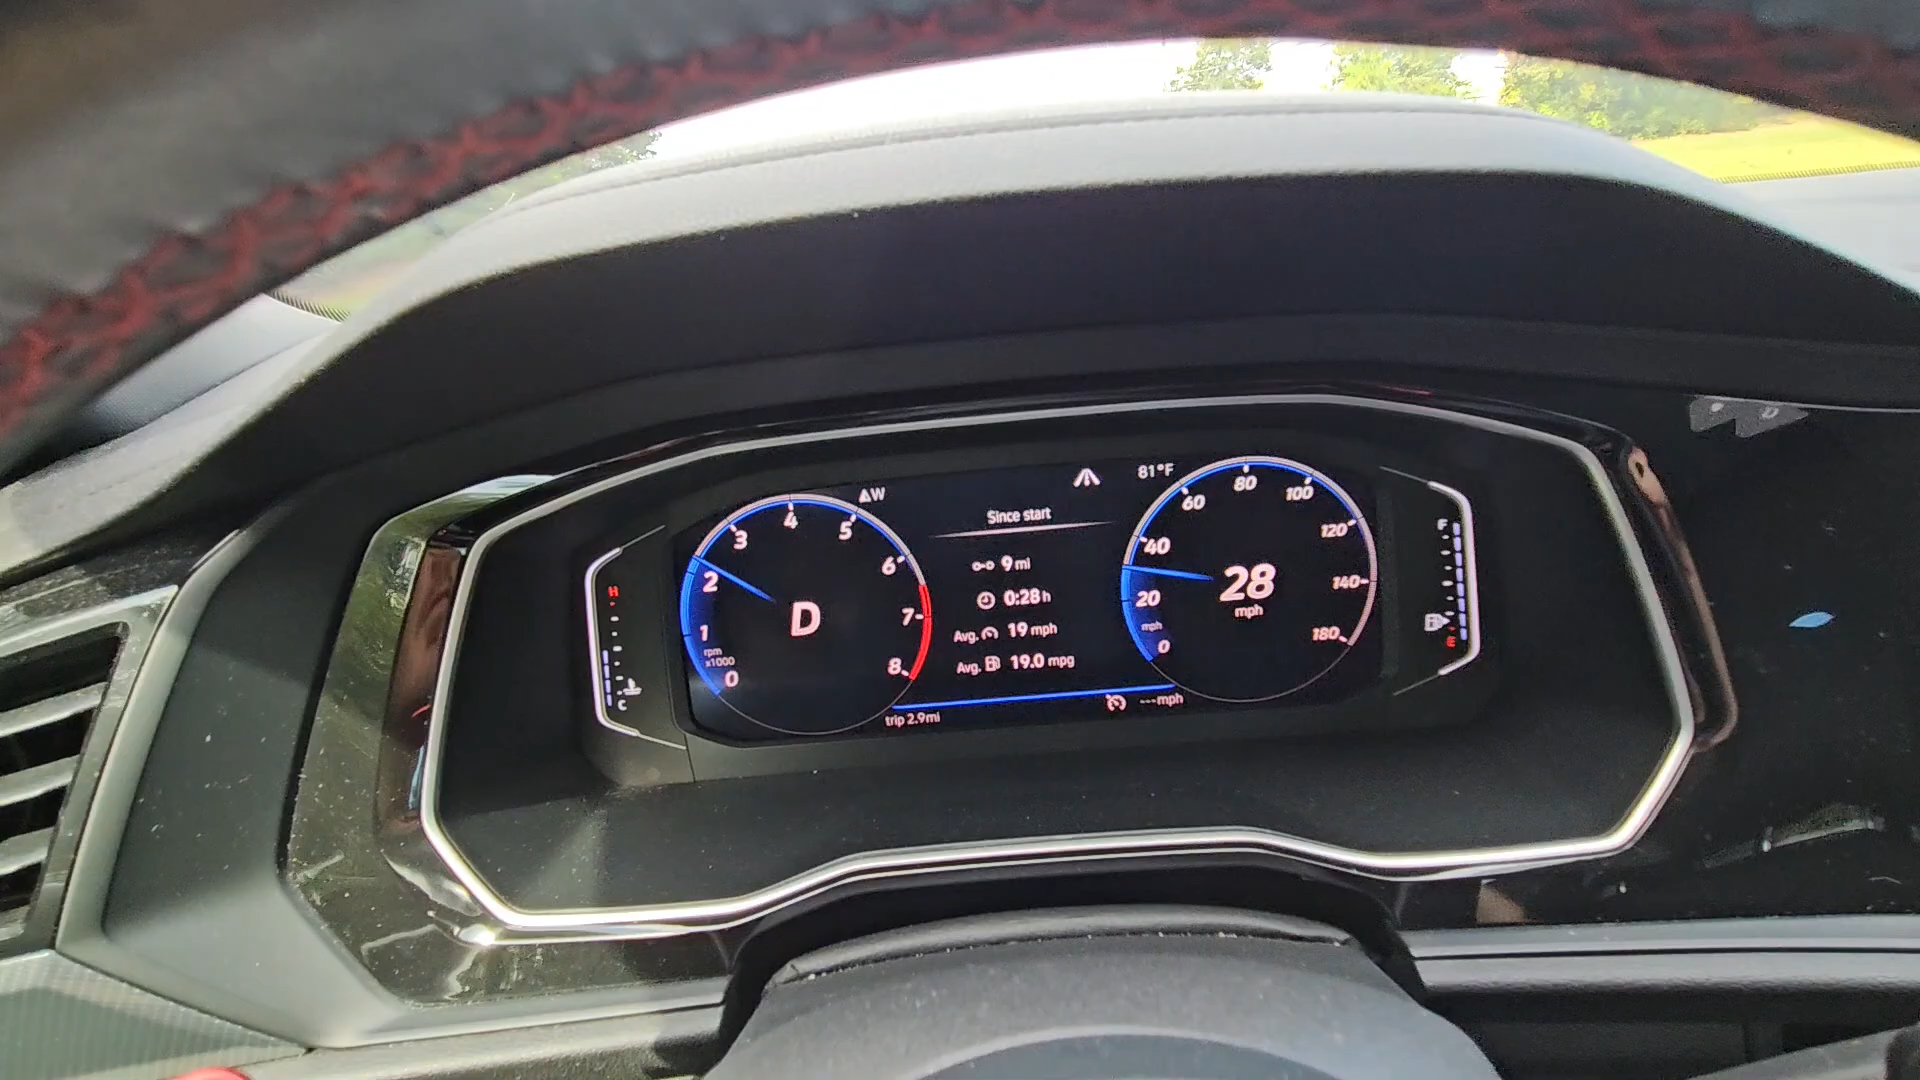 W
81°F
Since start
9 mi
0:28 h
Avg. 19 mph
Avg. 19.0 mpg
trip 2.9mi
---mph
0
1
2
3
4
5
6
7
8
rpm
x1000
D
0
20
40
60
80
100
120
140
180
mph
28
mph
H
C
F
E